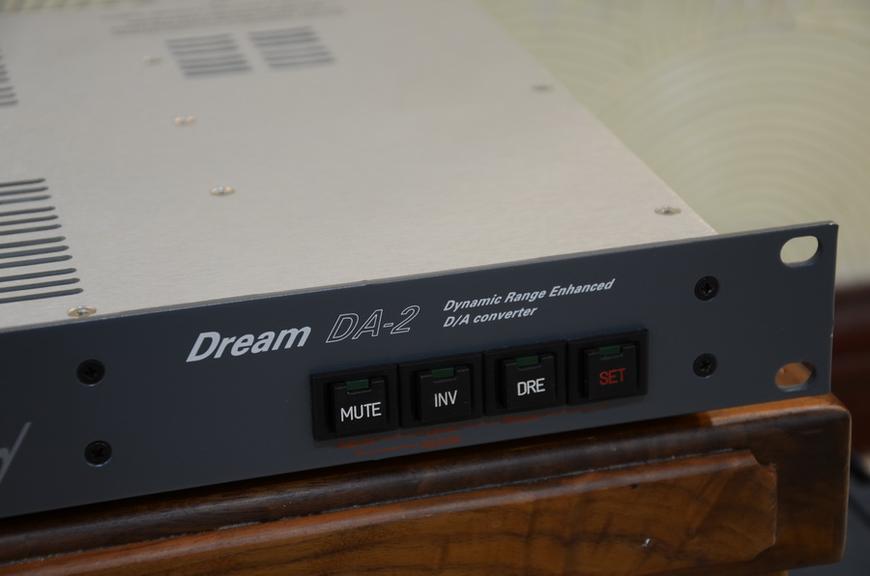 Dream DA-2
Dynamic Range Enhanced
D/A converter
MUTE
INV
DRE
SET